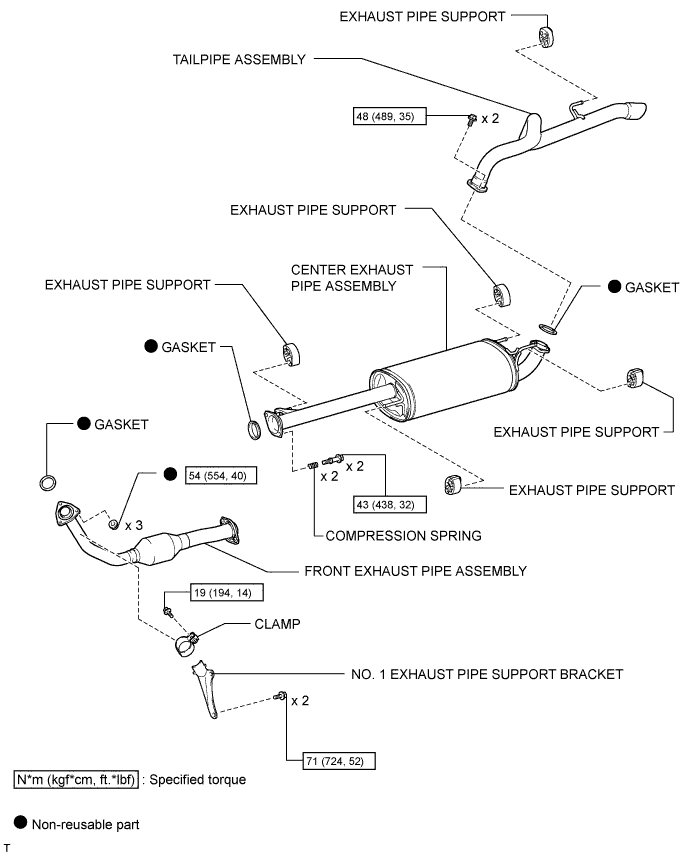 EXHAUST PIPE SUPPORT
TAILPIPE ASSEMBLY
48 (489, 35)
x 2
EXHAUST PIPE SUPPORT
CENTER EXHAUST
PIPE ASSEMBLY
EXHAUST PIPE SUPPORT
● GASKET
● GASKET
● GASKET
EXHAUST PIPE SUPPORT
● 54 (554, 40)
x 2
x 2
EXHAUST PIPE SUPPORT
43 (438, 32)
x 3
COMPRESSION SPRING
FRONT EXHAUST PIPE ASSEMBLY
19 (194, 14)
CLAMP
NO. 1 EXHAUST PIPE SUPPORT BRACKET
x 2
71 (724, 52)
N*m (kgf*cm, ft.*lbf) : Specified torque
● Non-reusable part
T